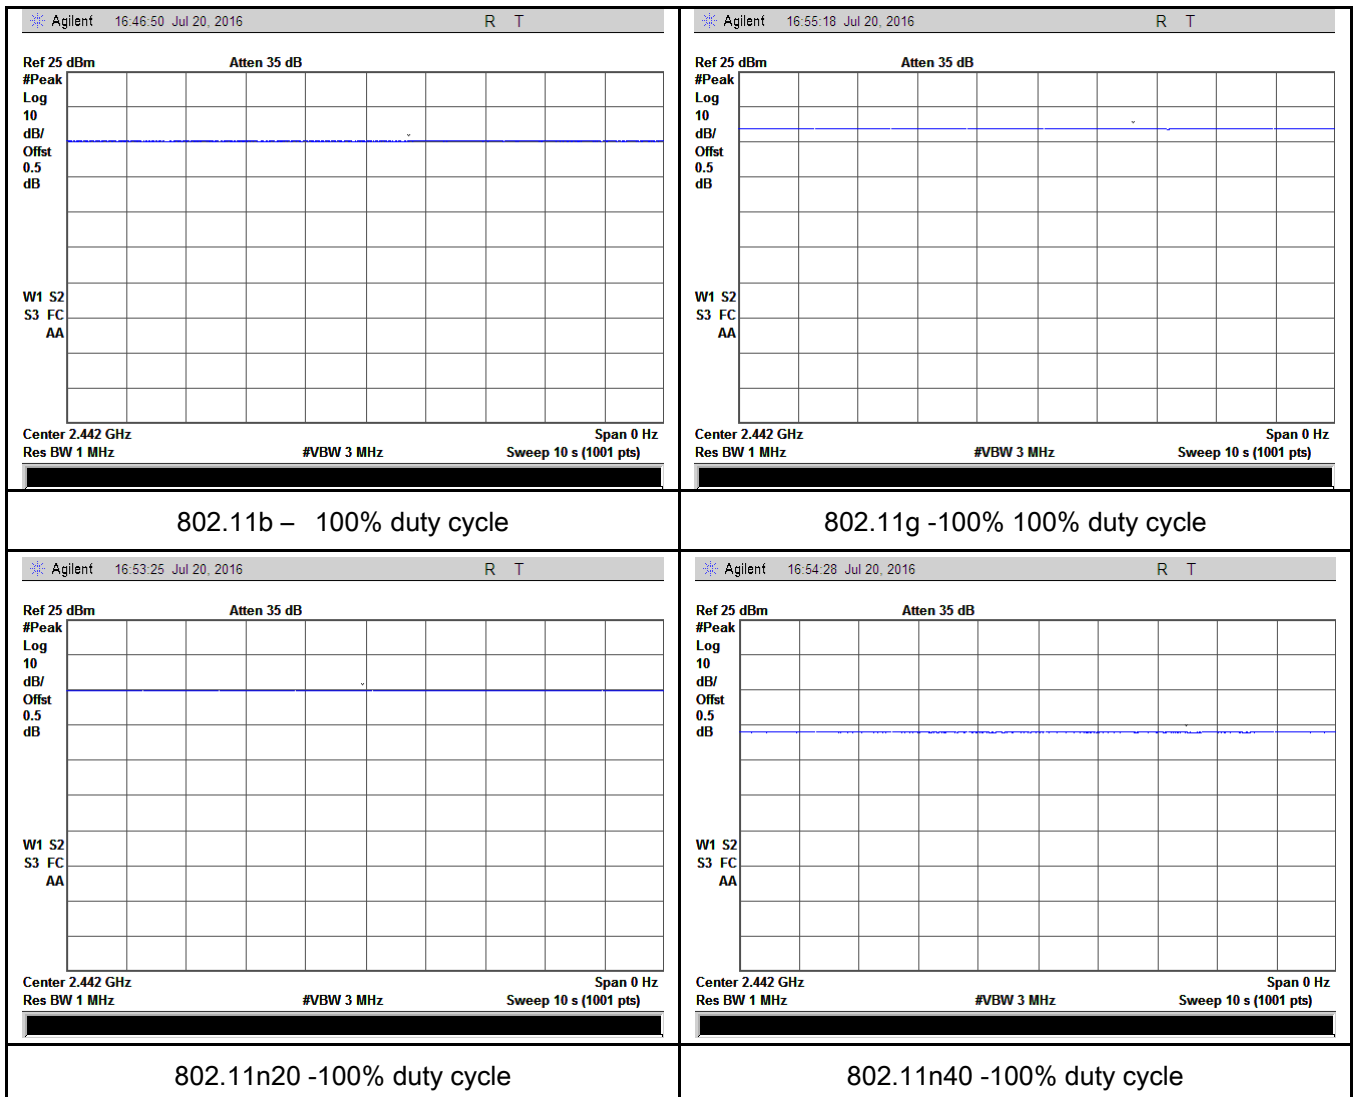 Agilent 16:46:50 Jul 20, 2016 R T
Ref 25 dBm Atten 35 dB
#Peak
Log
10
dB/
Offst
0.5
dB
W1 S2
S3 FC
AA
Center 2.442 GHz Span 0 Hz
Res BW 1 MHz #VBW 3 MHz Sweep 10 s (1001 pts)
802.11b – 100% duty cycle
Agilent 16:55:18 Jul 20, 2016 R T
Ref 25 dBm Atten 35 dB
#Peak
Log
10
dB/
Offst
0.5
dB
W1 S2
S3 FC
AA
Center 2.442 GHz Span 0 Hz
Res BW 1 MHz #VBW 3 MHz Sweep 10 s (1001 pts)
802.11g -100% 100% duty cycle
Agilent 16:53:25 Jul 20, 2016 R T
Ref 25 dBm Atten 35 dB
#Peak
Log
10
dB/
Offst
0.5
dB
W1 S2
S3 FC
AA
Center 2.442 GHz Span 0 Hz
Res BW 1 MHz #VBW 3 MHz Sweep 10 s (1001 pts)
802.11n20 -100% duty cycle
Agilent 16:54:28 Jul 20, 2016 R T
Ref 25 dBm Atten 35 dB
#Peak
Log
10
dB/
Offst
0.5
dB
W1 S2
S3 FC
AA
Center 2.442 GHz Span 0 Hz
Res BW 1 MHz #VBW 3 MHz Sweep 10 s (1001 pts)
802.11n40 -100% duty cycle